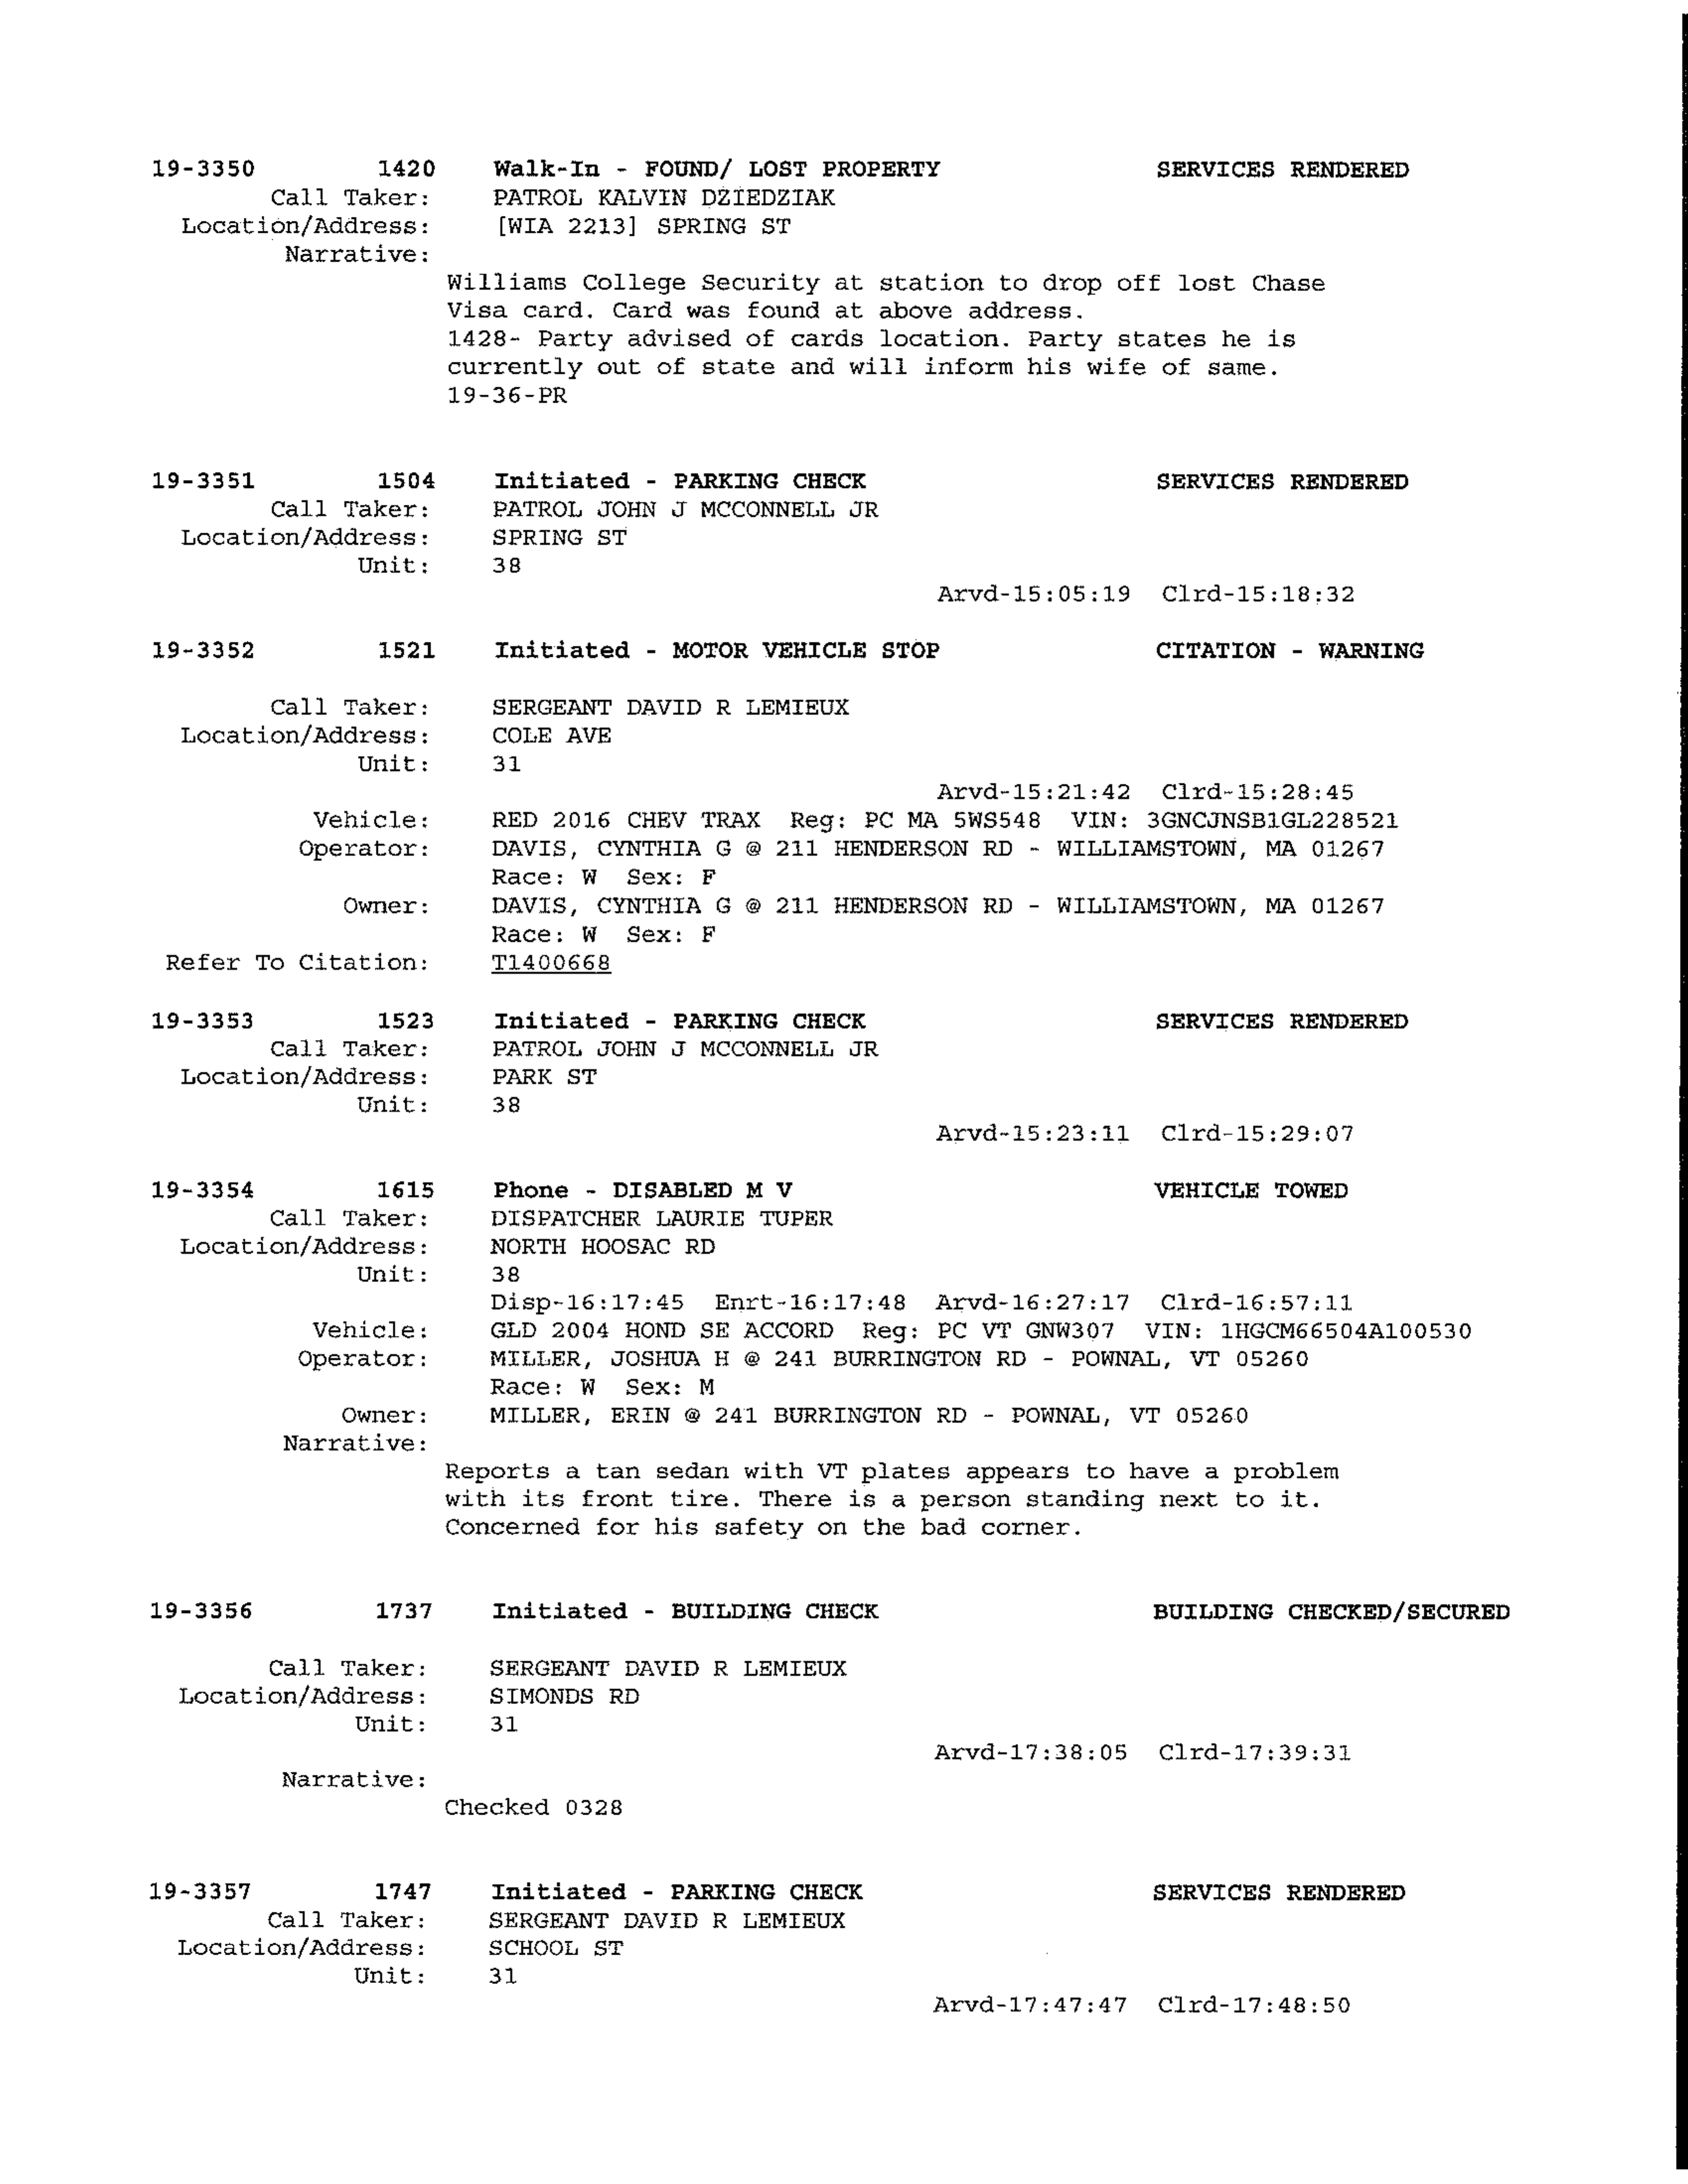 19-3350 1420 Walk-In - FOUND/ LOST PROPERTY SERVICES RENDERED
Call Taker: PATROL KALVIN DZIEDZIAK
Location/Address: [WIA 2213] SPRING ST
Narrative:
Williams College Security at station to drop off lost Chase
Visa card. Card was found at above address.
1428- Party advised of cards location. Party states he is
currently out of state and will inform his wife of same.
19-36-PR
19-3351 1504 Initiated - PARKING CHECK SERVICES RENDERED
Call Taker: PATROL JOHN J MCCONNELL JR
Location/Address: SPRING ST
Unit: 38
Arvd-15:05:19 Clrd-15:18:32
19-3352 1521 Initiated - MOTOR VEHICLE STOP CITATION - WARNING
Call Taker: SERGEANT DAVID R LEMIEUX
Location/Address: COLE AVE
Unit: 31
Arvd-15:21:42 Clrd-15:28:45
Vehicle: RED 2016 CHEV TRAX Reg: PC MA 5WS548 VIN: 3GNCJNSB1GL228521
Operator: DAVIS, CYNTHIA G @ 211 HENDERSON RD - WILLIAMSTOWN, MA 01267
Race: W Sex: F
Owner: DAVIS, CYNTHIA G @ 211 HENDERSON RD - WILLIAMSTOWN, MA 01267
Race: W Sex: F
Refer To Citation: T1400668
19-3353 1523 Initiated - PARKING CHECK SERVICES RENDERED
Call Taker: PATROL JOHN J MCCONNELL JR
Location/Address: PARK ST
Unit: 38
Arvd-15:23:11 Clrd-15:29:07
19-3354 1615 Phone - DISABLED M V VEHICLE TOWED
Call Taker: DISPATCHER LAURIE TUPER
Location/Address: NORTH HOOSAC RD
Unit: 38
Disp-16:17:45 Enrt-16:17:48 Arvd-16:27:17 Clrd-16:57:11
Vehicle: GLD 2004 HOND SE ACCORD Reg: PC VT GNW307 VIN: 1HGCM66504A100530
Operator: MILLER, JOSHUA H @ 241 BURRINGTON RD - POWNAL, VT 05260
Race: W Sex: M
Owner: MILLER, ERIN @ 241 BURRINGTON RD - POWNAL, VT 05260
Narrative:
Reports a tan sedan with VT plates appears to have a problem
with its front tire. There is a person standing next to it.
Concerned for his safety on the bad corner.
19-3356 1737 Initiated - BUILDING CHECK BUILDING CHECKED/SECURED
Call Taker: SERGEANT DAVID R LEMIEUX
Location/Address: SIMONDS RD
Unit: 31
Arvd-17:38:05 Clrd-17:39:31
Narrative:
Checked 0328
19-3357 1747 Initiated - PARKING CHECK SERVICES RENDERED
Call Taker: SERGEANT DAVID R LEMIEUX
Location/Address: SCHOOL ST
Unit: 31
Arvd-17:47:47 Clrd-17:48:50